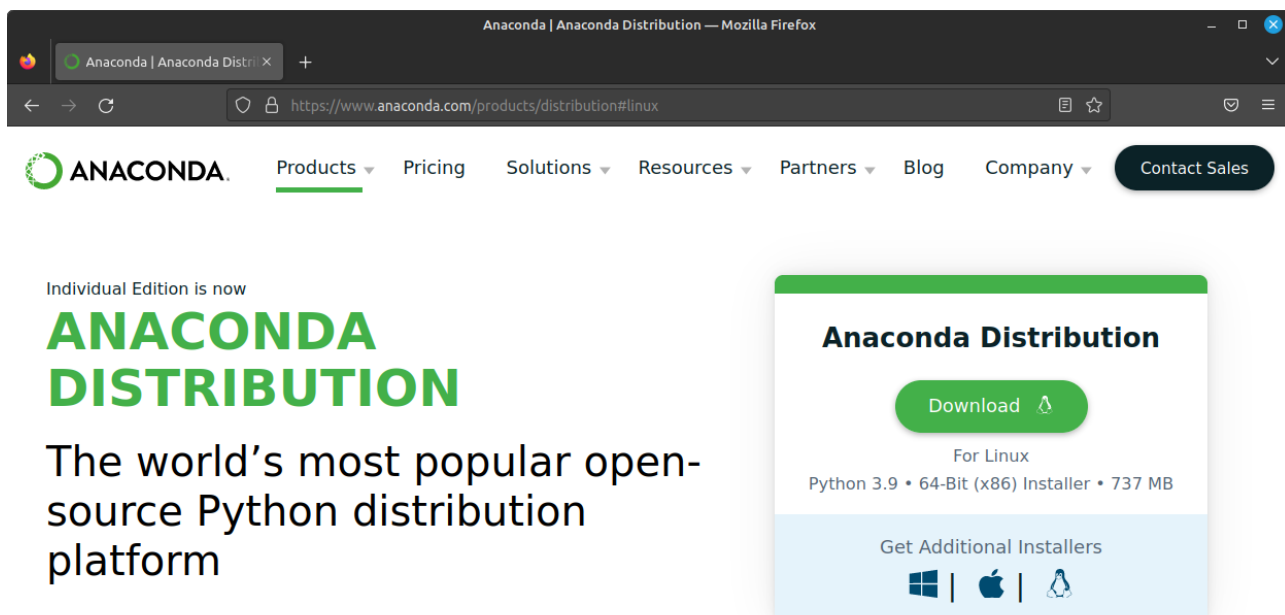 Anaconda | Anaconda Distribution — Mozilla Firefox
Anaconda | Anaconda Distri
https://www.anaconda.com/products/distribution#linux
ANACONDA.
Products
Pricing
Solutions
Resources
Partners
Blog
Company
Contact Sales
Individual Edition is now
ANACONDA
DISTRIBUTION
The world’s most popular open-
source Python distribution
platform
Anaconda Distribution
Download
For Linux
Python 3.9 • 64-Bit (x86) Installer • 737 MB
Get Additional Installers
| |